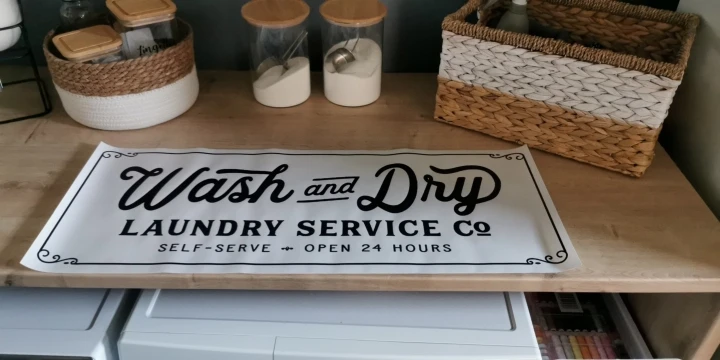 Wash and Dry
LAUNDRY SERVICE Co
SELF-SERVE OPEN 24 HOURS